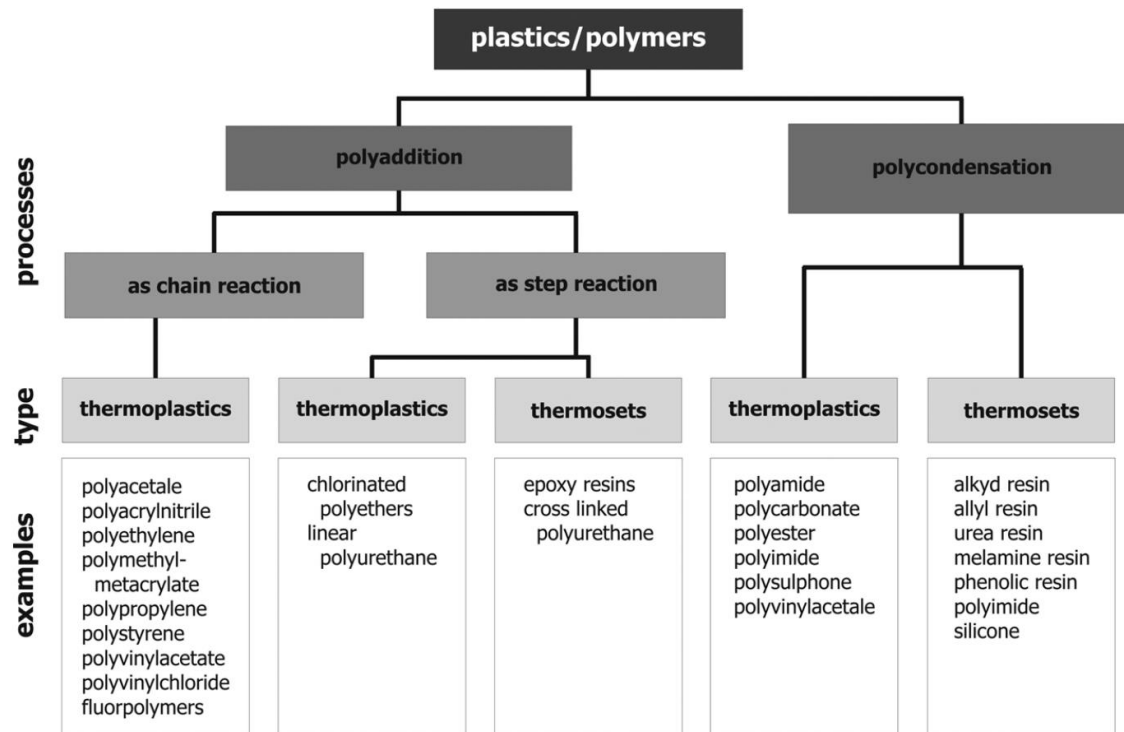 plastics/polymers
processes
polyaddition
polycondensation
as chain reaction
as step reaction
type
thermoplastics
thermoplastics
thermosets
thermoplastics
thermosets
examples
polyacetale
polyacrylnitrile
polyethylene
polymethyl-
metacrylate
polypropylene
polystyrene
polyvinylacetate
polyvinylchloride
fluorpolymers
chlorinated
polyethers
linear
polyurethane
epoxy resins
cross linked
polyurethane
polyamide
polycarbonate
polyester
polyimide
polysulphone
polyvinylacetale
alkyd resin
allyl resin
urea resin
melamine resin
phenolic resin
polyimide
silicone